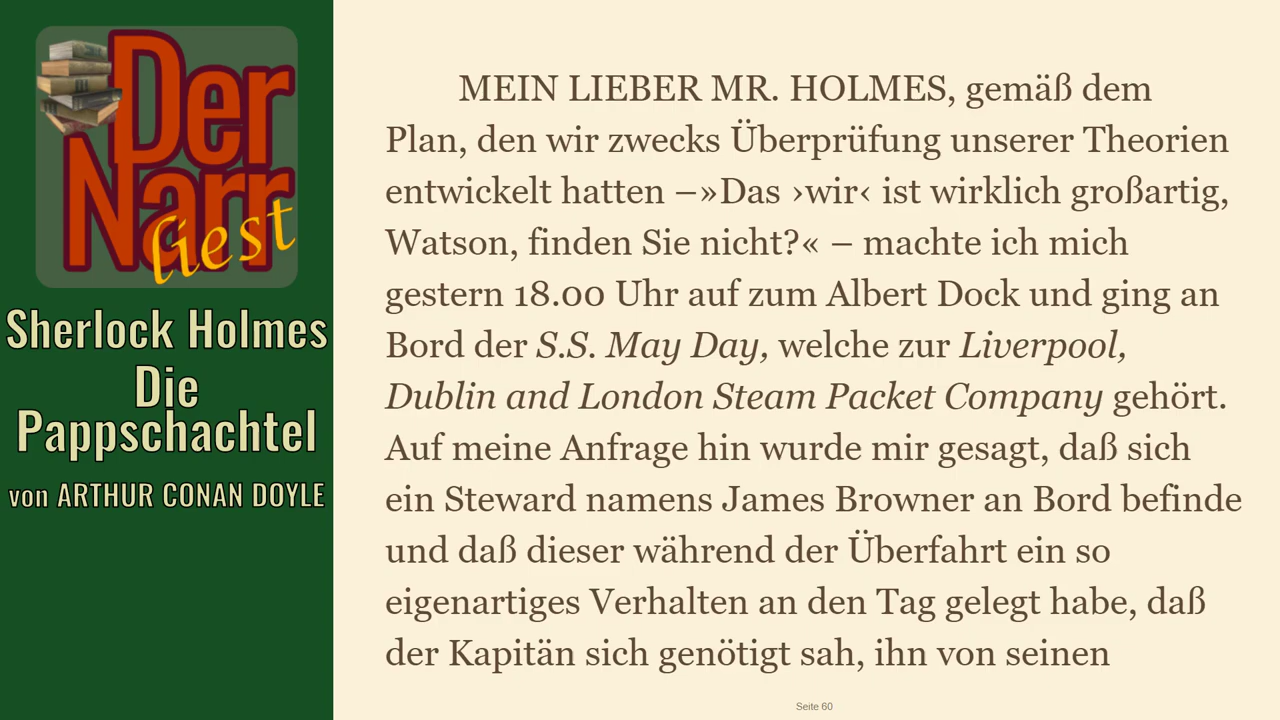 Der
Narr
liest
Sherlock Holmes
Die
Pappschachtel
von ARTHUR CONAN DOYLE
MEIN LIEBER MR. HOLMES, gemäß dem
Plan, den wir zwecks Überprüfung unserer Theorien
entwickelt hatten –»Das ›wir‹ ist wirklich großartig,
Watson, finden Sie nicht?« – machte ich mich
gestern 18.00 Uhr auf zum Albert Dock und ging an
Bord der S.S. May Day, welche zur Liverpool,
Dublin and London Steam Packet Company gehört.
Auf meine Anfrage hin wurde mir gesagt, daß sich
ein Steward namens James Browner an Bord befinde
und daß dieser während der Überfahrt ein so
eigenartiges Verhalten an den Tag gelegt habe, daß
der Kapitän sich genötigt sah, ihn von seinen
Seite 60